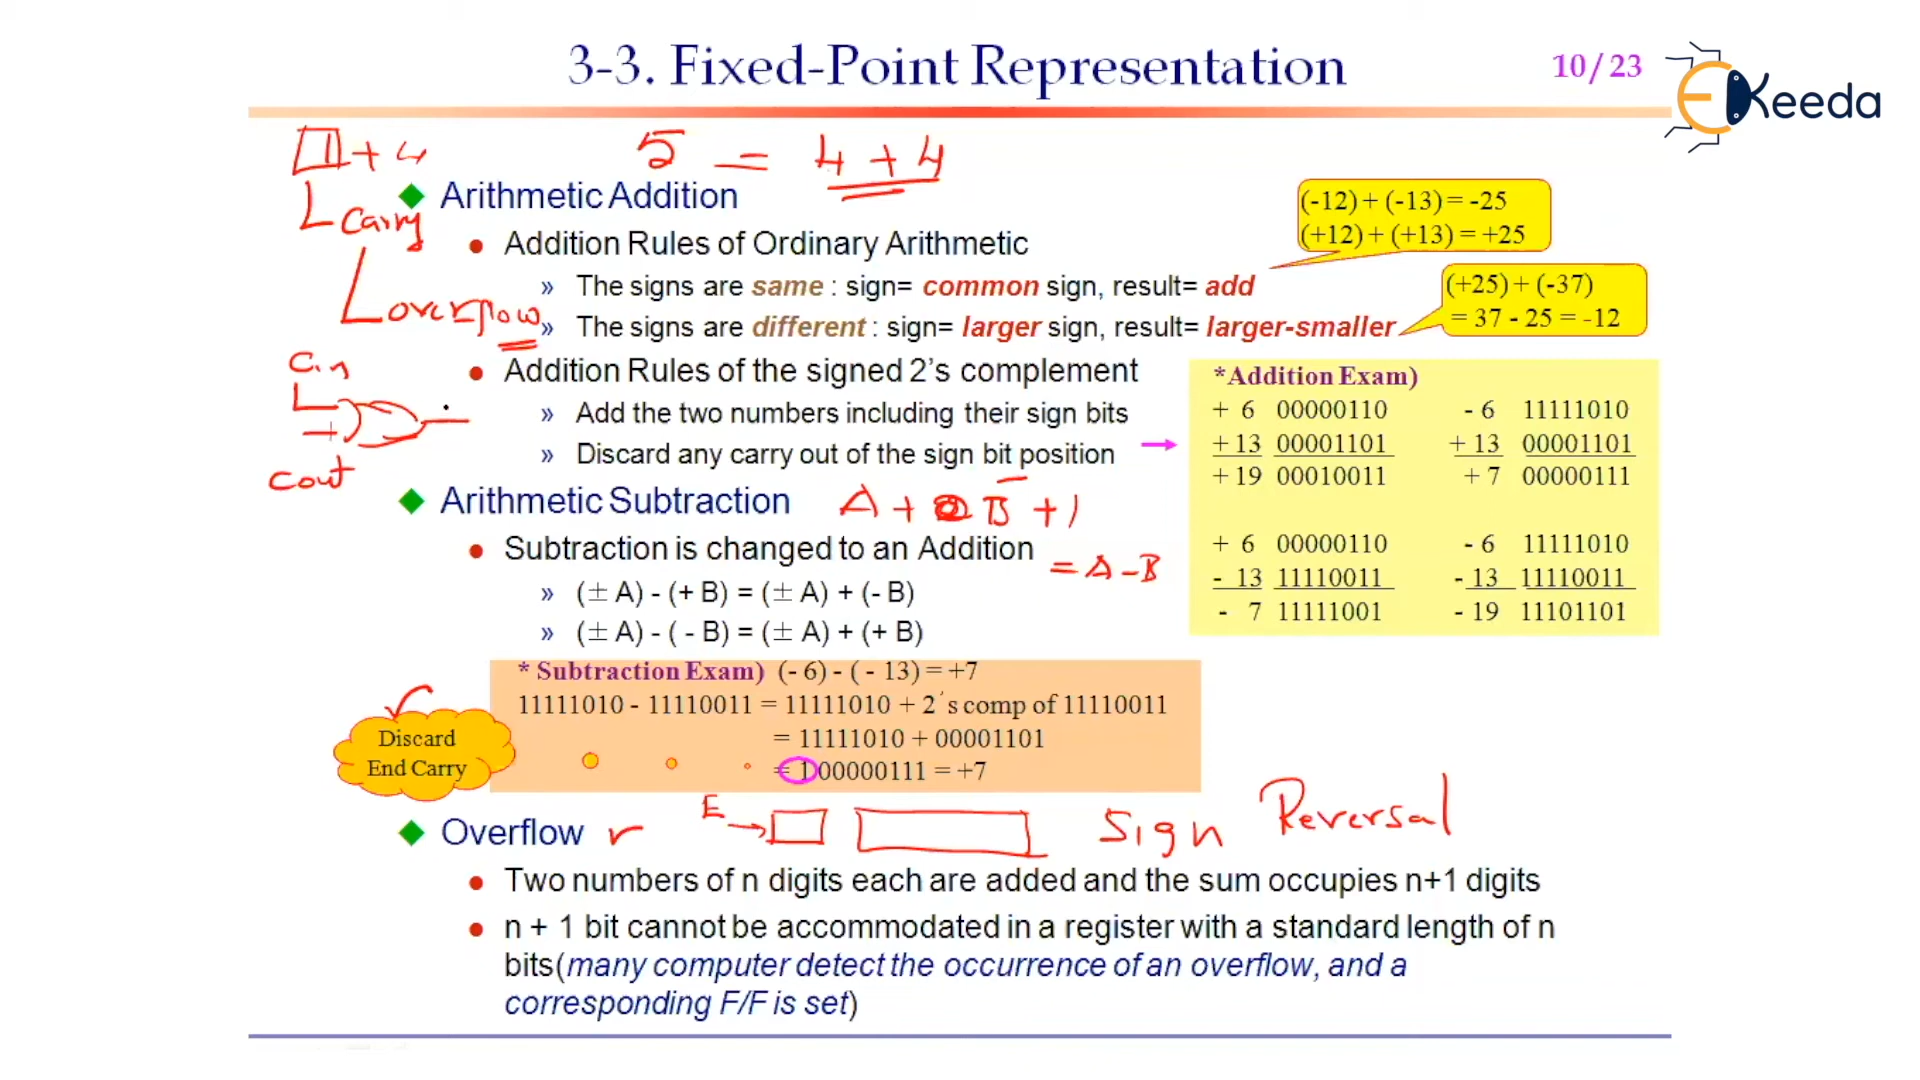 3-3. Fixed-Point Representation
10/23
EKeeda
1 + 4
5 = 4 + 4
Carry
overflow
Arithmetic Addition
Addition Rules of Ordinary Arithmetic
» The signs are same : sign= common sign, result= add
» The signs are different : sign= larger sign, result= larger-smaller
(-12) + (-13) = -25
(+12) + (+13) = +25
(+25) + (-37)
= 37 - 25 = -12
Cin
Cout
Addition Rules of the signed 2's complement
» Add the two numbers including their sign bits
» Discard any carry out of the sign bit position
*Addition Exam)
+ 6 00000110 - 6 11111010
+ 13 00001101 + 13 00001101
+ 19 00010011 + 7 00000111
+ 6 00000110 - 6 11111010
- 13 11110011 - 13 11110011
- 7 11111001 - 19 11101101
Arithmetic Subtraction
A + B̅ + 1
= A - B
Subtraction is changed to an Addition
» (± A) - (+ B) = (± A) + (- B)
» (± A) - ( - B) = (± A) + (+ B)
* Subtraction Exam) (- 6) - ( - 13) = +7
11111010 - 11110011 = 11111010 + 2's comp of 11110011
= 11111010 + 00001101
= 1 00000111 = +7
Discard
End Carry
Overflow
E
Sign Reversal
Two numbers of n digits each are added and the sum occupies n+1 digits
n + 1 bit cannot be accommodated in a register with a standard length of n
bits(many computer detect the occurrence of an overflow, and a
corresponding F/F is set)